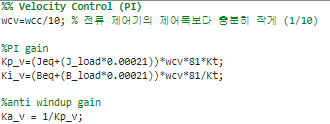 %% Velocity Control (PI)
wcv=wcc/10; % 전류 제어기의 제어폭보다 충분히 작게 (1/10)
%PI gain
Kp_v=(Jeq+(J_load*0.00021))*wcv*81*Kt;
Ki_v=(Beq+(B_load*0.00021))*wcv*81/Kt;
%anti windup gain
Ka_v = 1/Kp_v;